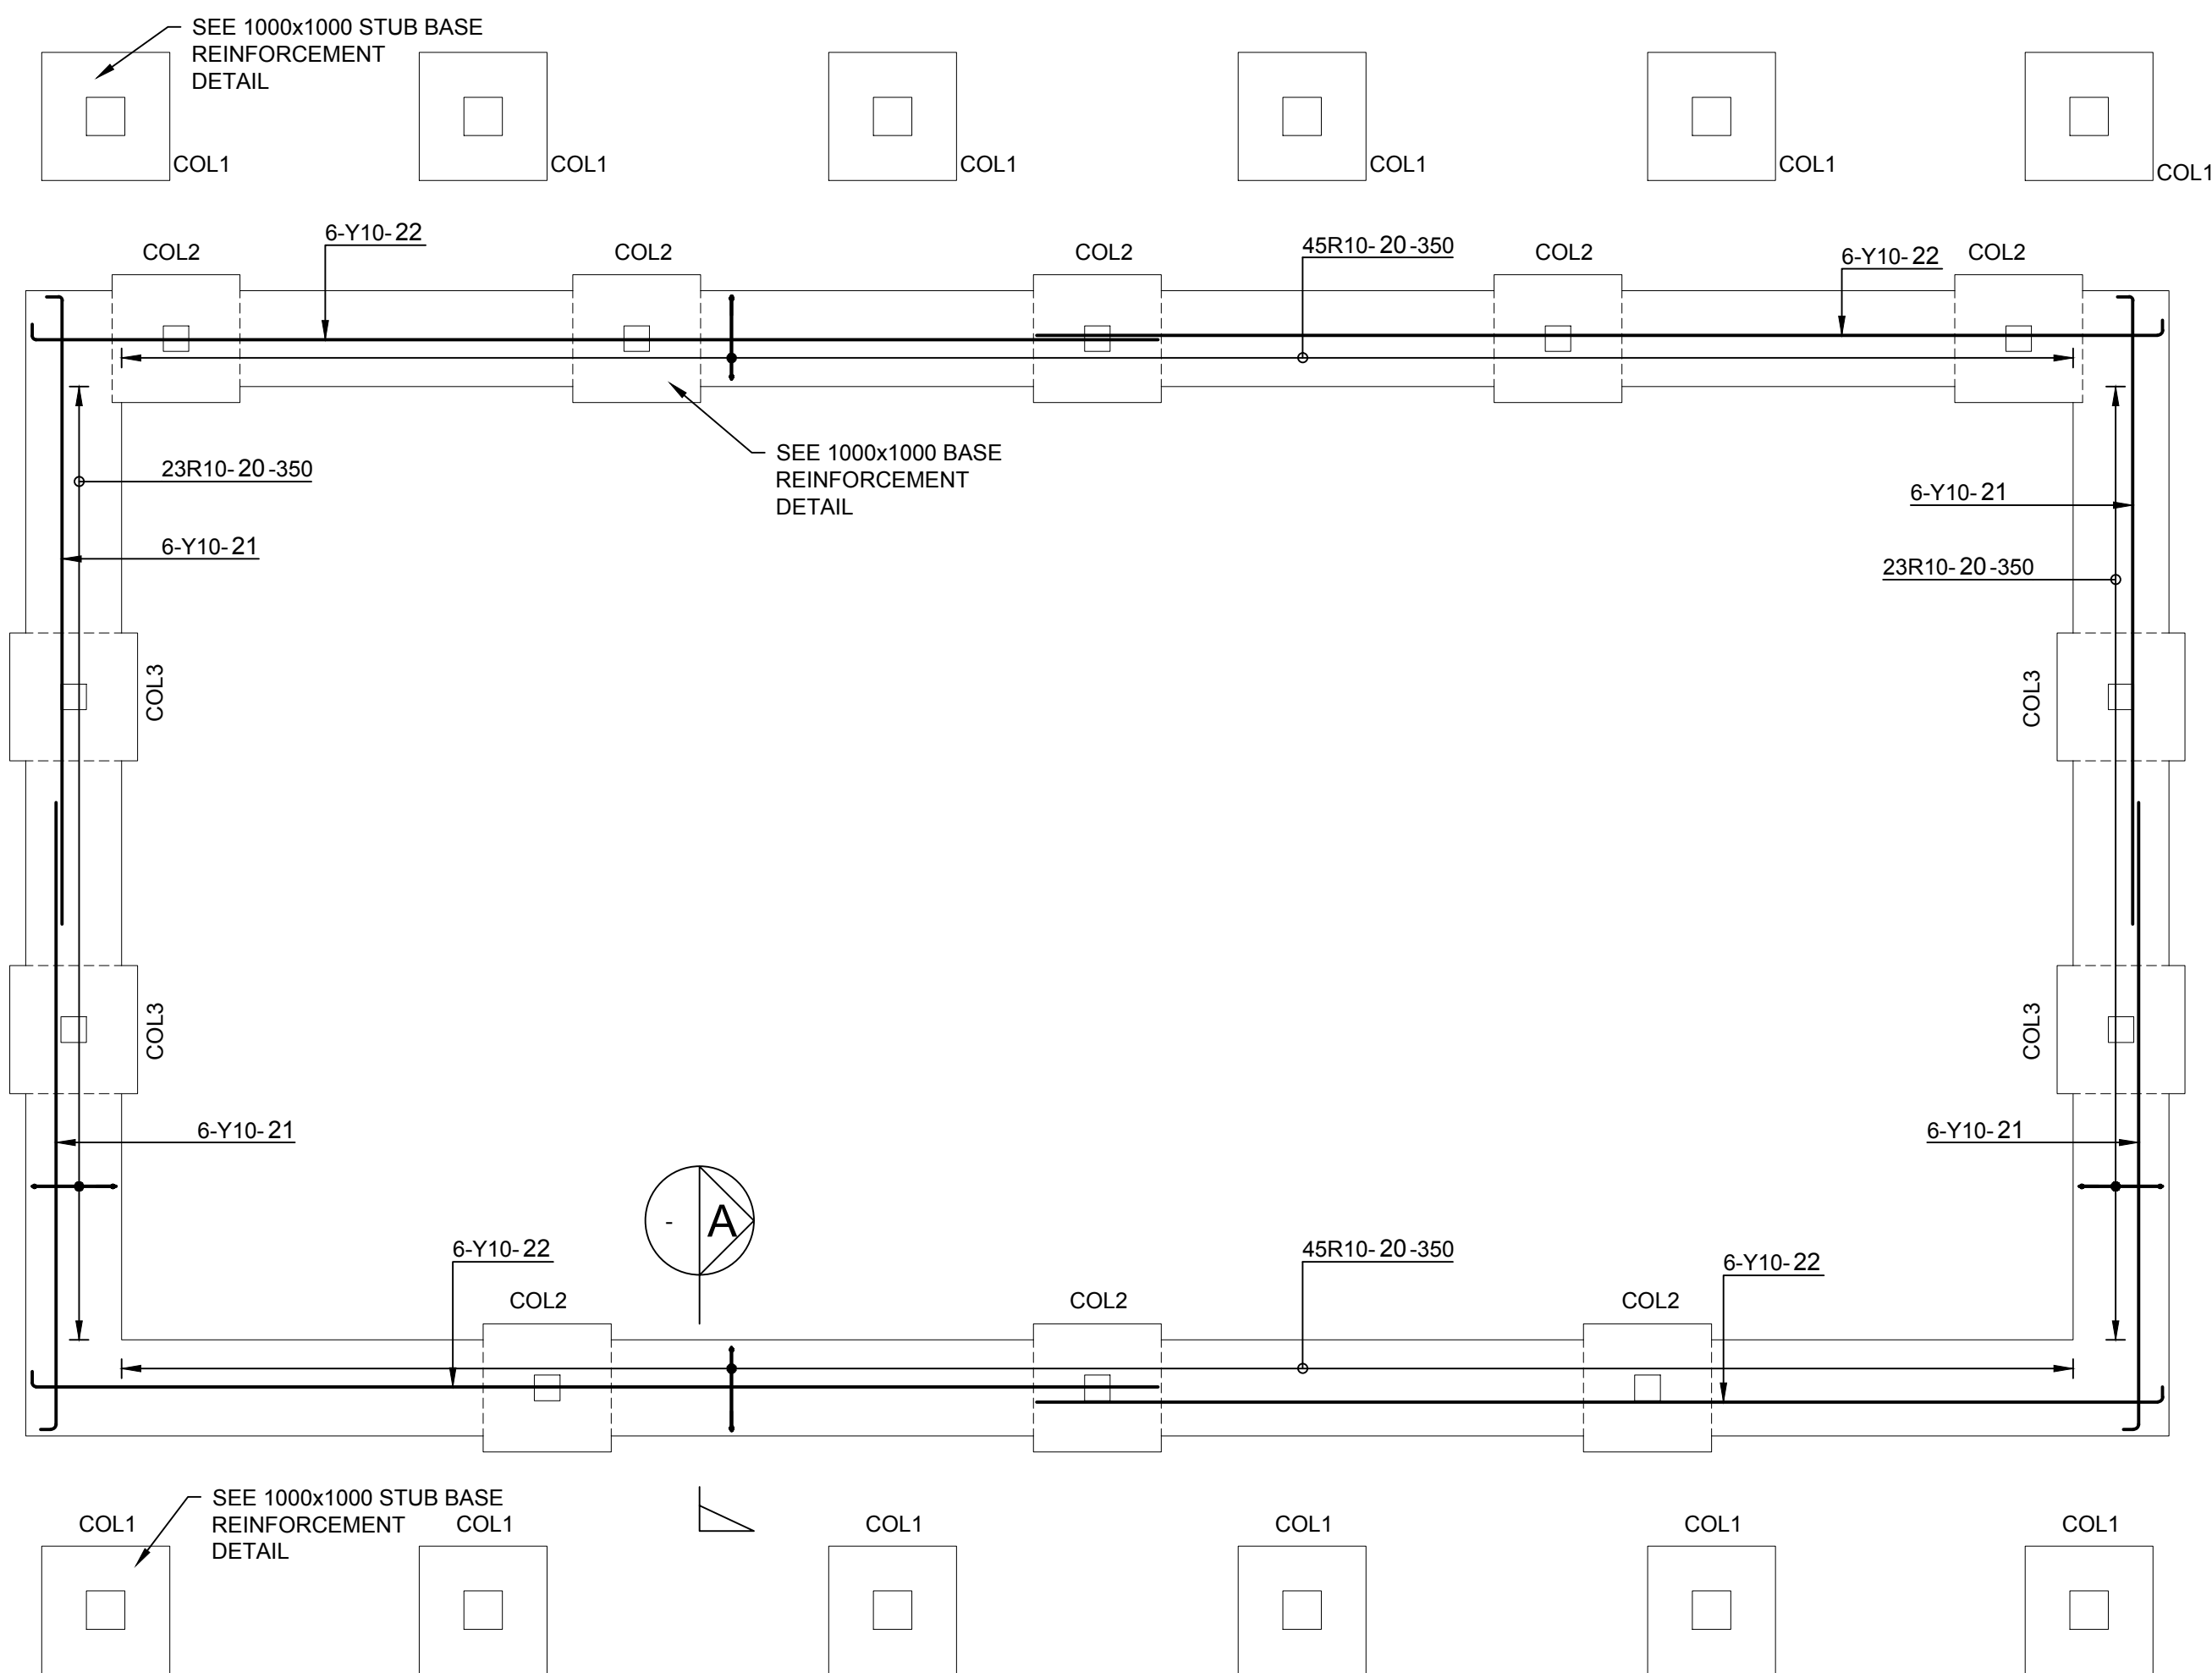 SEE 1000x1000 STUB BASE
REINFORCEMENT
DETAIL
COL1
COL1
COL1
COL1
COL1
COL1
6-Y10-22
45R10-20-350
6-Y10-22
COL2
COL2
COL2
COL2
COL2
SEE 1000x1000 BASE
REINFORCEMENT
DETAIL
23R10-20-350
6-Y10-21
6-Y10-21
23R10-20-350
COL3
COL3
COL3
COL3
6-Y10-21
6-Y10-21
- A
6-Y10-22
45R10-20-350
6-Y10-22
COL2
COL2
COL2
SEE 1000x1000 STUB BASE
REINFORCEMENT
DETAIL
COL1
COL1
COL1
COL1
COL1
COL1